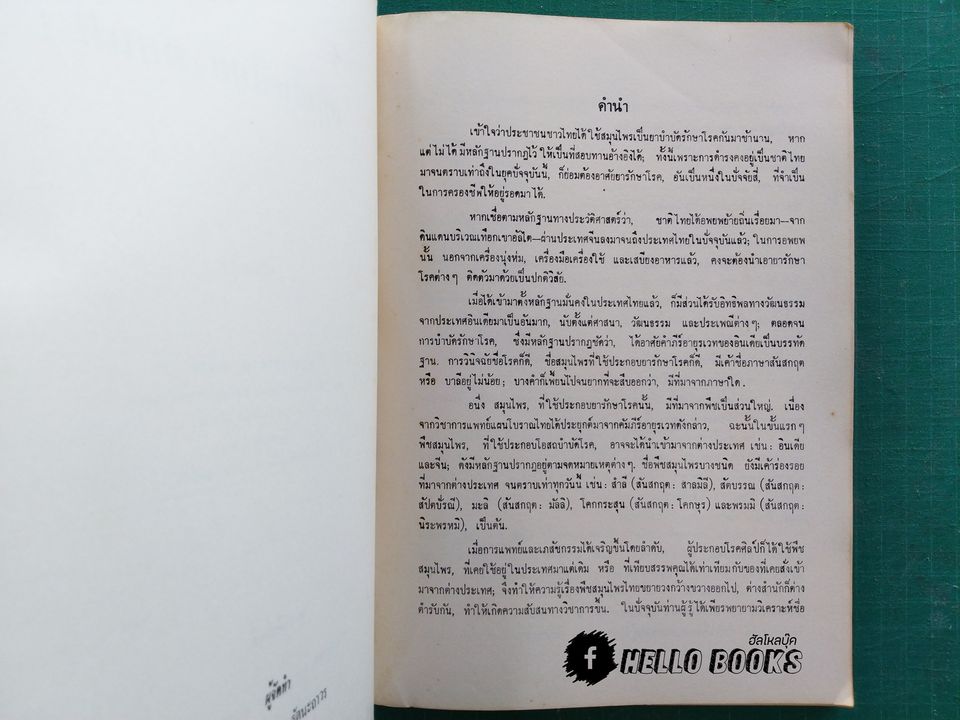 คำนำ
เข้าใจว่าประชาชนชาวไทยได้ใช้สมุนไพรเป็นยาบำบัดรักษาโรคกันมาช้านาน, หาก
แต่ไม่ได้มีหลักฐานปรากฏไว้ให้เป็นที่สอบทานอ้างอิงได้; ทั้งนี้เพราะการดำรงคงอยู่เป็นชาติไทย
มาจนตราบเท่าถึงในยุคปัจจุบันนี้, ก็ย่อมต้องอาศัยยารักษาโรค, อันเป็นหนึ่งในปัจจัยสี่, ที่จำเป็น
ในการครองชีพให้อยู่รอดมาได้.
หากเชื่อตามหลักฐานทางประวัติศาสตร์ว่า, ชาติไทยได้อพยพย้ายถิ่นเรื่อยมา—จาก
ดินแดนบริเวณเทือกเขาอัลไต—ผ่านประเทศจีนลงมาจนถึงประเทศไทยในปัจจุบันแล้ว; ในการอพยพ
นั้น นอกจากเครื่องนุ่งห่ม, เครื่องมือเครื่องใช้ และเสบียงอาหารแล้ว, คงจะต้องนำเอายารักษา
โรคต่างๆ ติดตัวมาด้วยเป็นปกติวิสัย.
เมื่อได้เข้ามาตั้งหลักฐานมั่นคงในประเทศไทยแล้ว, ก็มีส่วนได้รับอิทธิพลทางวัฒนธรรม
จากประเทศอินเดียมาเป็นอันมาก, นับตั้งแต่ศาสนา, วัฒนธรรม และประเพณีต่างๆ; ตลอดจน
การบำบัดรักษาโรค, ซึ่งมีหลักฐานปรากฏชัดว่า, ได้อาศัยคำภีร์อายุรเวทของอินเดียเป็นบรรทัด
ฐาน. การวินิจฉัยชื่อโรคก็ดี, ชื่อสมุนไพรที่ใช้ประกอบยารักษาโรคก็ดี, มีเค้าชื่อภาษาสันสกฤต
หรือ บาลีอยู่ไม่น้อย; บางคำก็เพี้ยนไปจนยากที่จะสืบออกว่า, มีที่มาจากภาษาใด.
อนึ่ง สมุนไพร, ที่ใช้ประกอบยารักษาโรคนั้น, มีที่มาจากพืชเป็นส่วนใหญ่. เนื่อง
จากวิชาการแพทย์แผนโบราณไทยได้ประยุกต์มาจากคัมภีร์อายุรเวทดังกล่าว, ฉะนั้นในขั้นแรกๆ
พืชสมุนไพร, ที่ใช้ประกอบโอสถบำบัดโรค, อาจจะได้นำเข้ามาจากต่างประเทศ เช่น: อินเดีย
และจีน; ดังมีหลักฐานปรากฏอยู่ตามจดหมายเหตุต่างๆ. ชื่อพืชสมุนไพรบางชนิด ยังมีเค้าร่องรอย
ที่มาจากต่างประเทศ จนตราบเท่าทุกวันนี้ เช่น: สำลี (สันสกฤต: สาลมิลี), สัตบรรณ (สันสกฤต:
สัปตบัรณี), มะลิ (สันสกฤต: มัลลิ), โคกกระสุน (สันสกฤต: โคกษุร) และพรมมิ (สันสกฤต:
นิระพรหมิ), เป็นต้น.
เมื่อการแพทย์และเภสัชกรรมได้เจริญขึ้นโดยลำดับ, ผู้ประกอบโรคศิลป์ก็ได้ใช้พืช
สมุนไพร, ที่เคยใช้อยู่ในประเทศมาแต่เดิม หรือ ที่เทียบสรรพคุณได้เท่าเทียมกับของที่เคยสั่งเข้า
มาจากต่างประเทศ; จึงทำให้ความรู้เรื่องพืชสมุนไพรไทยขยายวงกว้างขวางออกไป, ต่างสำนักก็ต่าง
ตำรับกัน, ทำให้เกิดความสับสนทางวิชาการขึ้น. ในปัจจุบันท่านผู้รู้ได้เพียรพยายามวิเคราะห์ชื่อ
ฮัลโหลบุ๊ค
f HELLO BOOKS
ผู้จัดทำ